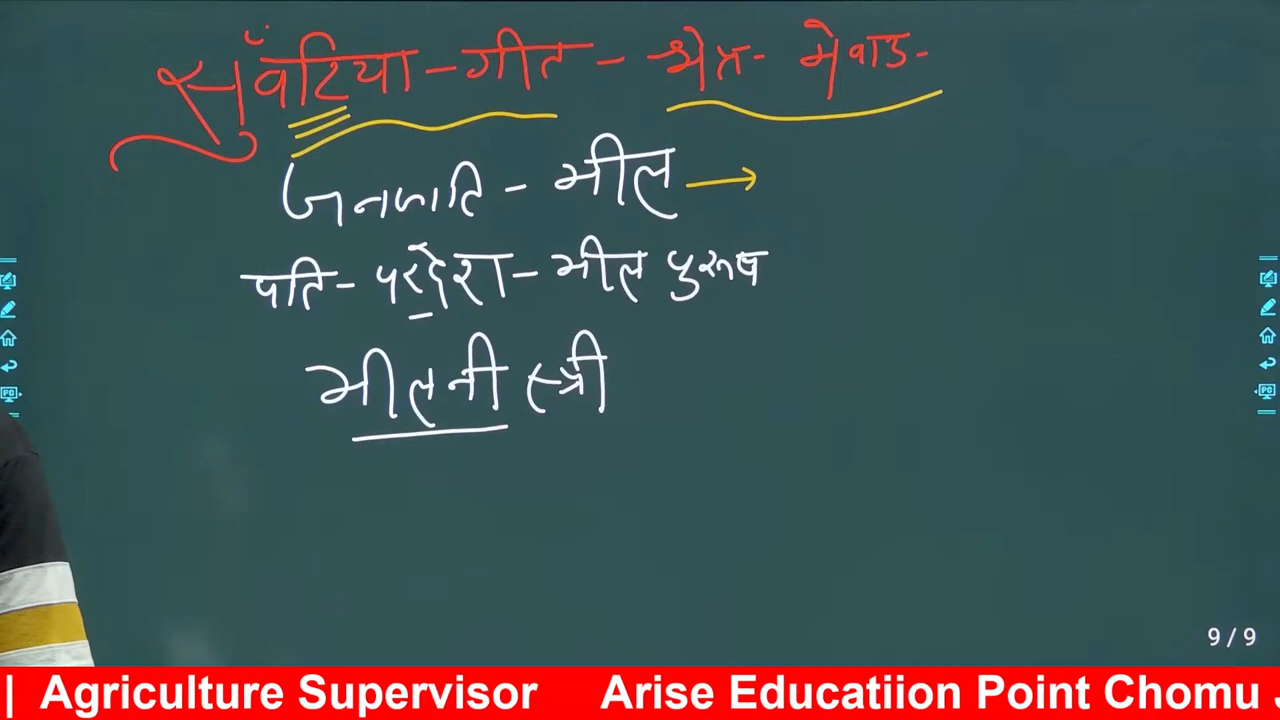 सुंवटिया - गीत - क्षेत्र - मेवाड -
जनजाति - भील →
पति - परदेश - भील पुरूष
भीलनी स्त्री
9 / 9
| Agriculture Supervisor Arise Educatiion Point Chomu